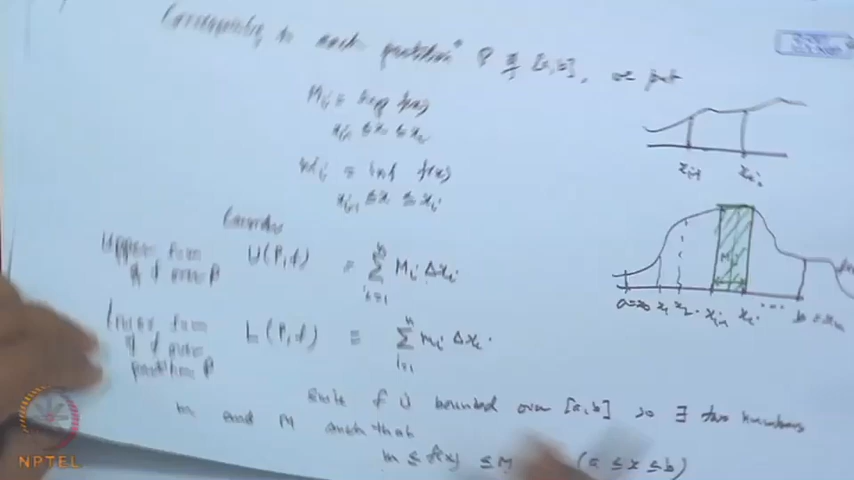 Corresponding to each partition P of [a,b], we put
Mi = sup f(x)
xi-1 ≤ x ≤ xi
mi = inf f(x)
xi-1 ≤ x ≤ xi
xi-1 xi
Consider
Upper sum U(P,f) = n Σ i=1 Mi Δxi
of f over P
Mi
a=x0 x1 x2 .. xi-1 xi ... b=xn
Lower sum L(P,f) = n Σ i=1 mi Δxi
of f over
partition P
Since f is bounded over [a,b] so ∃ two numbers
m and M such that
m ≤ f(x) ≤ M (a ≤ x ≤ b)
NPTEL